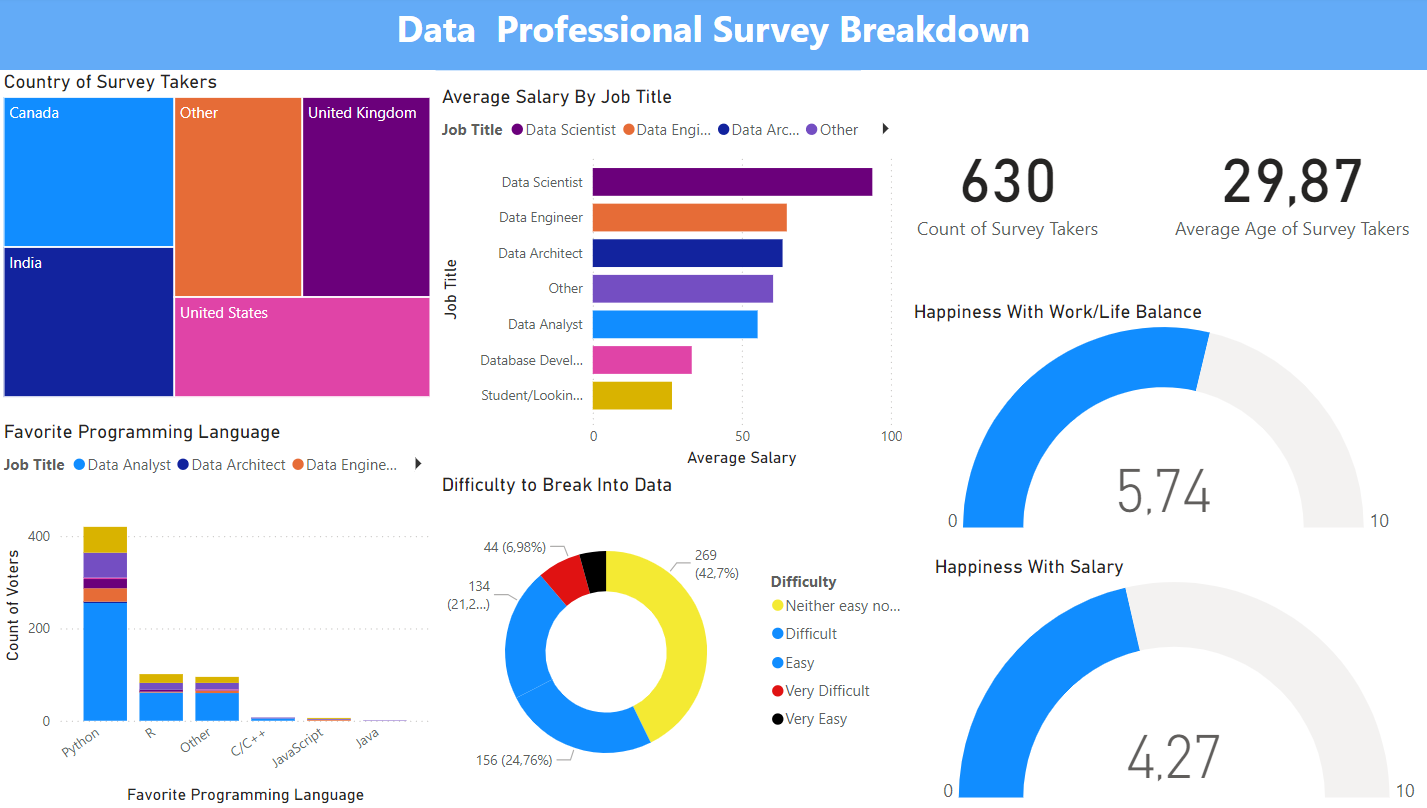 Data Professional Survey Breakdown
Country of Survey Takers
Canada
Other
United Kingdom
India
United States
Average Salary By Job Title
Job Title Data Scientist Data Engi... Data Arc... Other
Job Title
Data Scientist
Data Engineer
Data Architect
Other
Data Analyst
Database Devel...
Student/Lookin...
0 50 100
Average Salary
630
Count of Survey Takers
29,87
Average Age of Survey Takers
Happiness With Work/Life Balance
5,74
0 10
Favorite Programming Language
Job Title Data Analyst Data Architect Data Engine...
Count of Voters
400
200
0
Python R Other C/C++ JavaScript Java
Favorite Programming Language
Difficulty to Break Into Data
44 (6,98%)
269
(42,7%)
134
(21,2...)
156 (24,76%)
Difficulty
Neither easy no...
Difficult
Easy
Very Difficult
Very Easy
Happiness With Salary
4,27
0 10